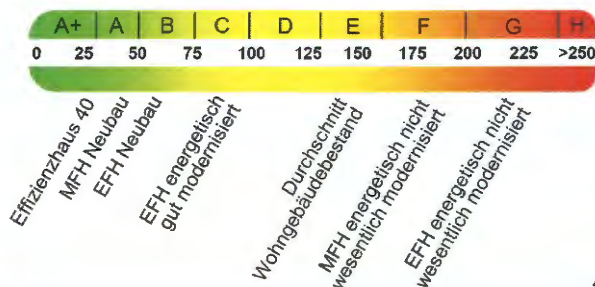 A+ A B C D E F G H
0 25 50 75 100 125 150 175 200 225 >250
Effizienzhaus 40
MFH Neubau
EFH Neubau
EFH energetisch
gut modernisiert
Durchschnitt
Wohngebäudebestand
MFH energetisch nicht
wesentlich modernisiert
EFH energetisch nicht
wesentlich modernisiert